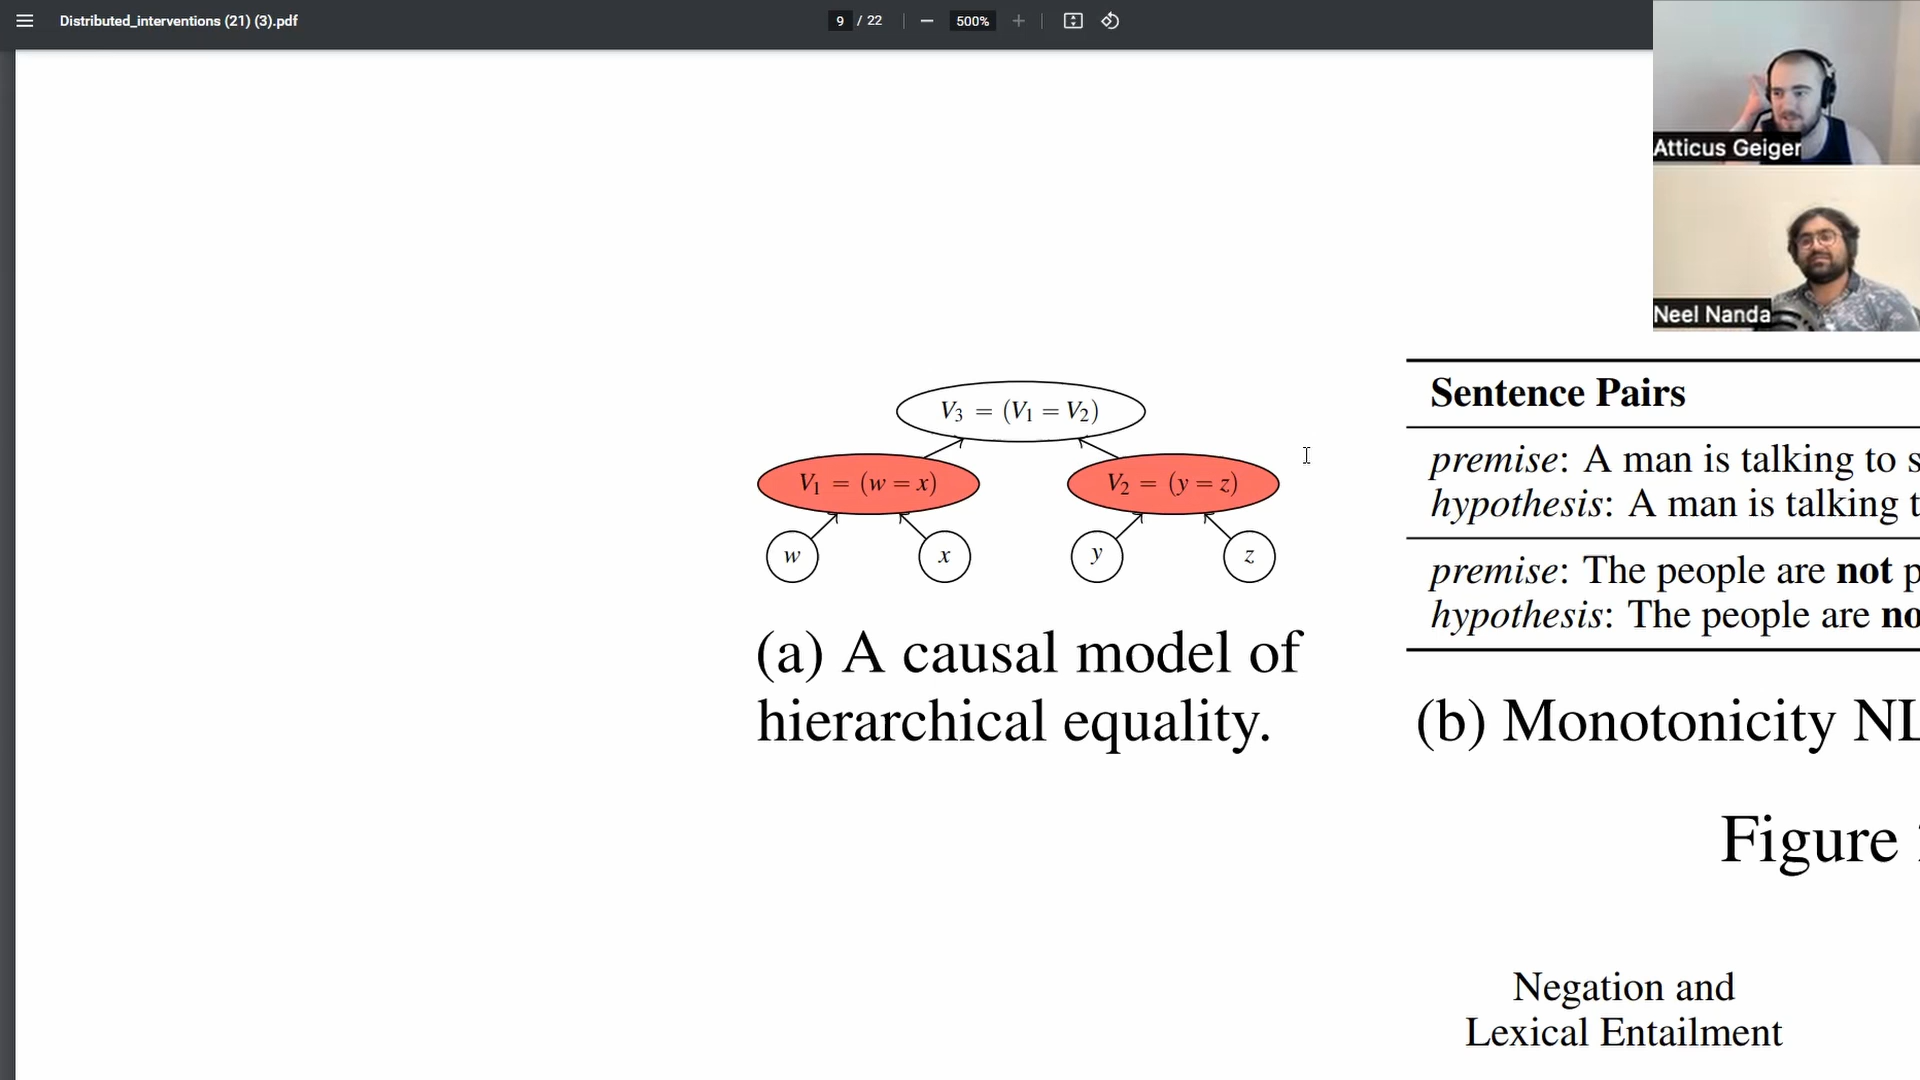 Distributed_interventions (21) (3).pdf
9 / 22
500%
Atticus Geiger
Neel Nanda
V3 = (V1 = V2)
V1 = (w = x)
V2 = (y = z)
w
x
y
z
(a) A causal model of
hierarchical equality.
Sentence Pairs
premise: A man is talking to s
hypothesis: A man is talking t
premise: The people are not p
hypothesis: The people are no
(b) Monotonicity NL
Figure
Negation and
Lexical Entailment